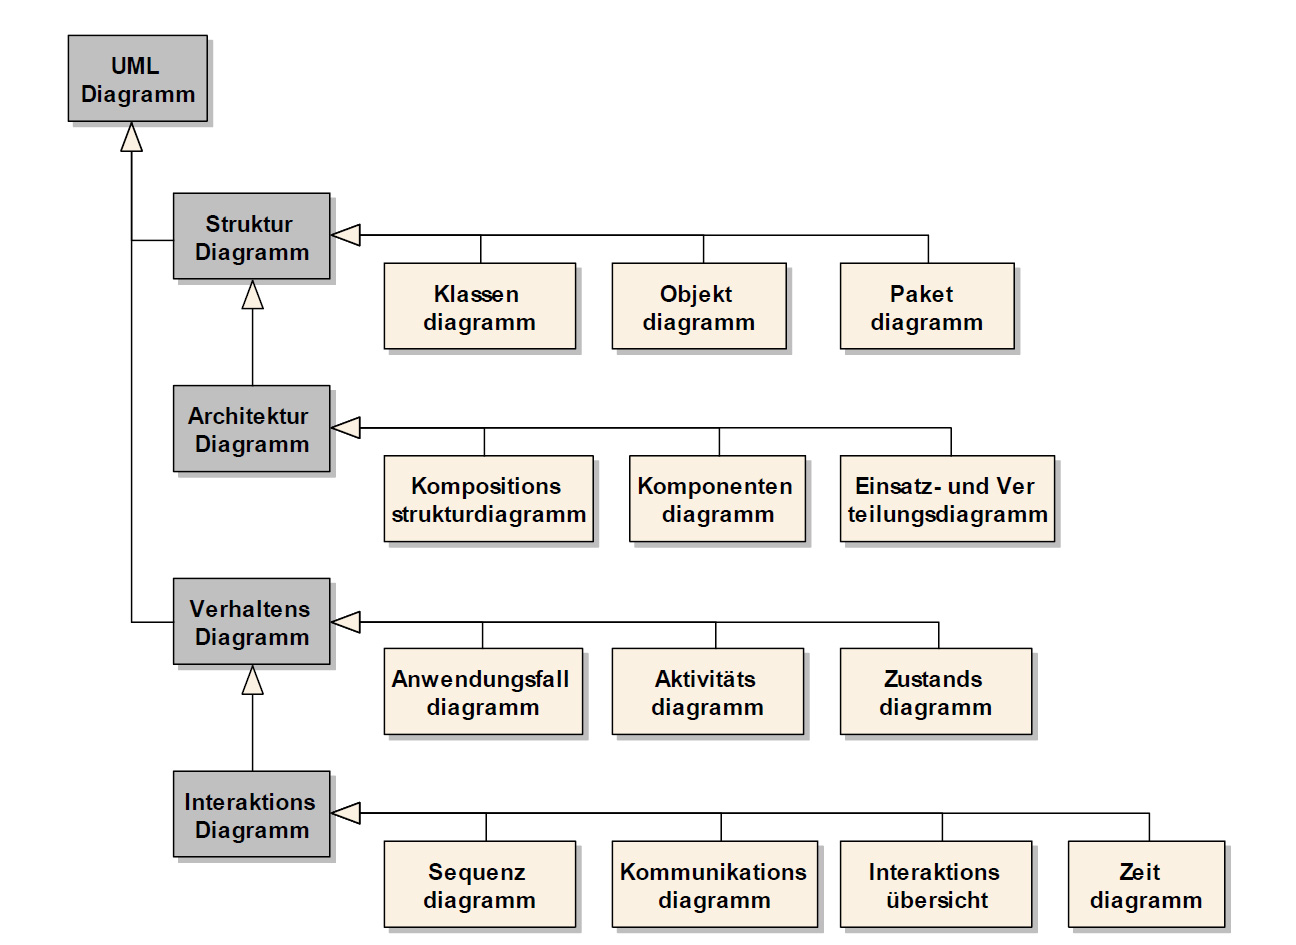 UML
Diagramm
Struktur
Diagramm
Klassen
diagramm
Objekt
diagramm
Paket
diagramm
Architektur
Diagramm
Kompositions
strukturdiagramm
Komponenten
diagramm
Einsatz- und Ver
teilungsdiagramm
Verhaltens
Diagramm
Anwendungsfall
diagramm
Aktivitäts
diagramm
Zustands
diagramm
Interaktions
Diagramm
Sequenz
diagramm
Kommunikations
diagramm
Interaktions
übersicht
Zeit
diagramm